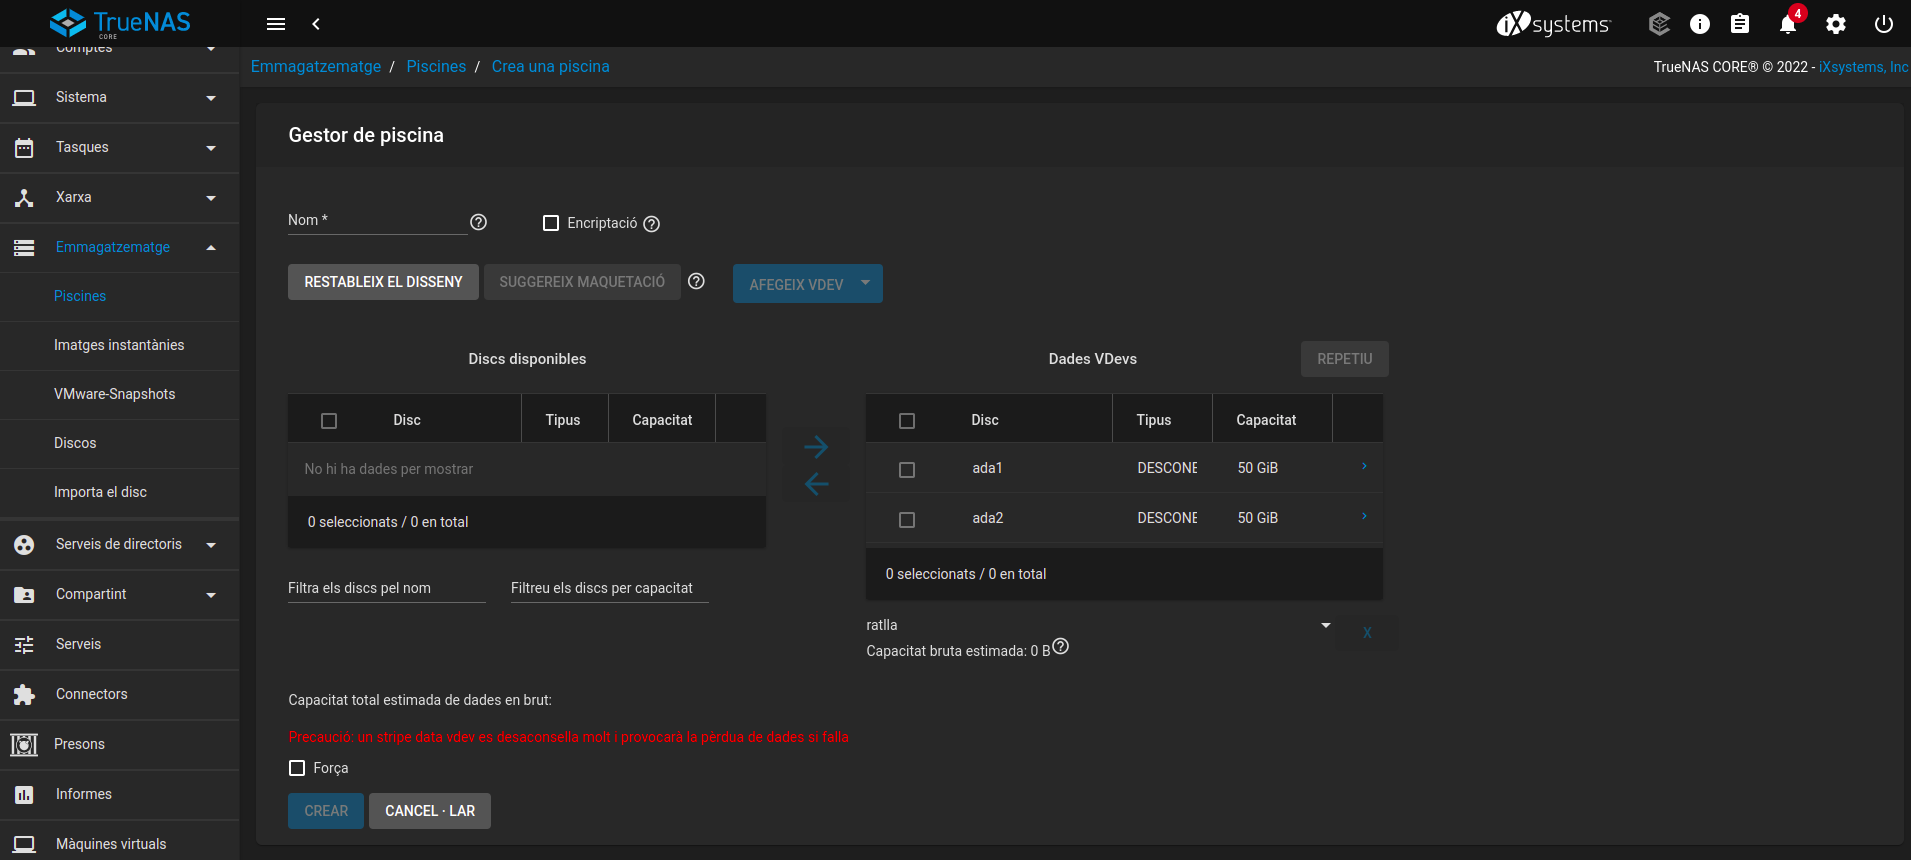 TrueNAS
CORE
iXsystems
4
Emmagatzematge / Piscines / Crea una piscina
TrueNAS CORE® © 2022 - iXsystems, Inc
Comptes
Sistema
Tasques
Xarxa
Emmagatzematge
Piscines
Imatges instantànies
VMware-Snapshots
Discos
Importa el disc
Serveis de directoris
Compartint
Serveis
Connectors
Presons
Informes
Màquines virtuals
Gestor de piscina
Nom *
Encriptació
RESTABLEIX EL DISSENY
SUGGEREIX MAQUETACIÓ
AFEGEIX VDEV
Discs disponibles
Disc Tipus Capacitat
No hi ha dades per mostrar
0 seleccionats / 0 en total
Filtra els discs pel nom
Filtreu els discs per capacitat
Dades VDevs
REPETIU
Disc Tipus Capacitat
ada1 DESCONE 50 GiB
ada2 DESCONE 50 GiB
0 seleccionats / 0 en total
ratlla
X
Capacitat bruta estimada: 0 B
Capacitat total estimada de dades en brut:
Precaució: un stripe data vdev es desaconsella molt i provocarà la pèrdua de dades si falla
Força
CREAR
CANCEL · LAR